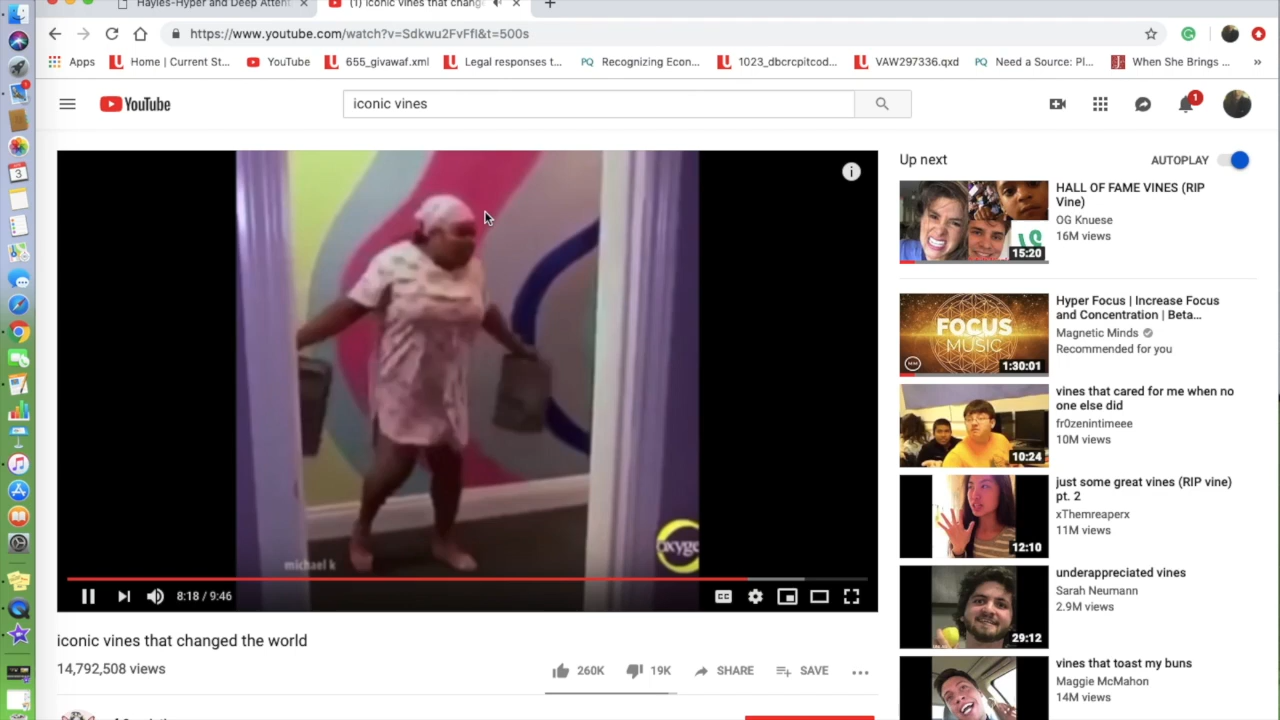 Hayles-Hyper and Deep Attent
(1) iconic vines that chang
https://www.youtube.com/watch?v=Sdkwu2FvFfI&t=500s
Apps
Home | Current St...
YouTube
655_givawaf.xml
Legal responses t...
PQ Recognizing Econ...
1023_dbcrcpitcod...
VAW297336.qxd
PQ Need a Source: Pl...
When She Brings ...
»
YouTube
iconic vines
1
3
michael k
oxyge
8:18 / 9:46
CC
iconic vines that changed the world
14,792,508 views
260K
19K
SHARE
SAVE
Up next
AUTOPLAY
15:20
HALL OF FAME VINES (RIP
Vine)
OG Knuese
16M views
FOCUS
MUSIC
1:30:01
Hyper Focus | Increase Focus
and Concentration | Beta...
Magnetic Minds
Recommended for you
10:24
vines that cared for me when no
one else did
fr0zenintimeee
10M views
12:10
just some great vines (RIP vine)
pt. 2
xThemreaperx
11M views
29:12
underappreciated vines
Sarah Neumann
2.9M views
vines that toast my buns
Maggie McMahon
14M views